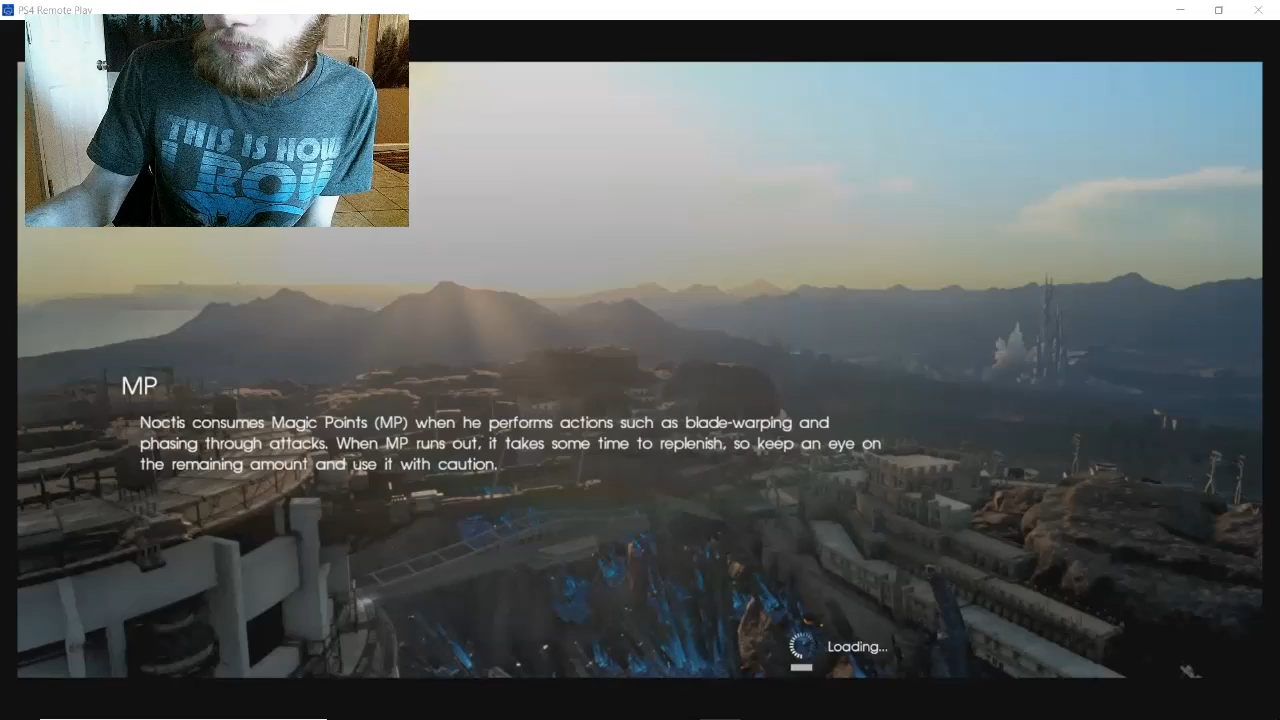 PS4 Remote Play
THIS IS HOW
I ROLL
MP
Noctis consumes Magic Points (MP) when he performs actions such as blade-warping and
phasing through attacks. When MP runs out, it takes some time to replenish, so keep an eye on
the remaining amount and use it with caution.
Loading...